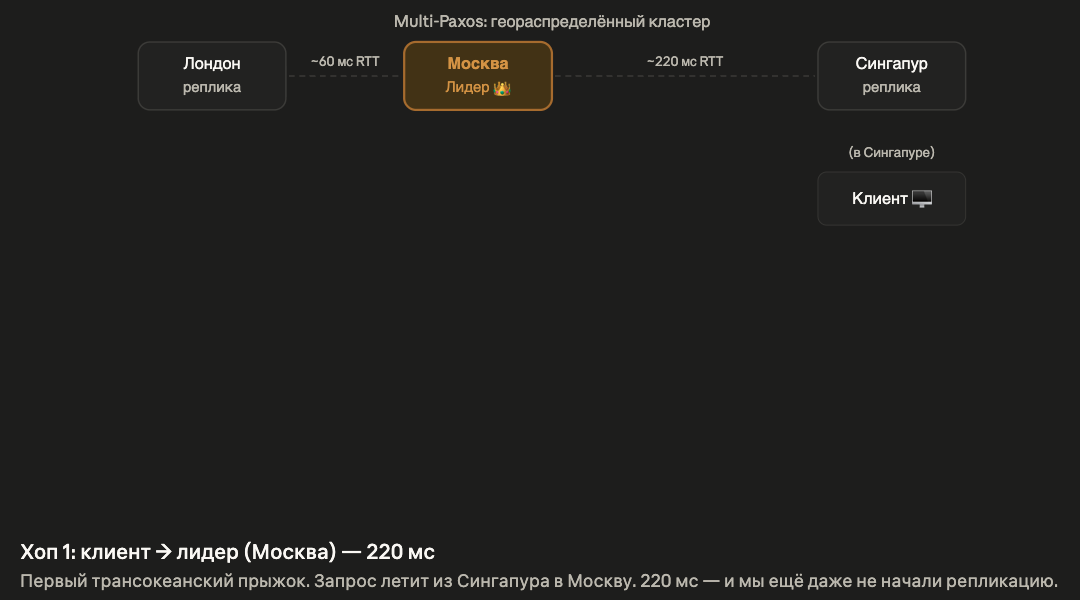 Multi-Paxos: геораспределённый кластер
Лондон
реплика
~60 мс RTT
Москва
Лидер
~220 мс RTT
Сингапур
реплика
(в Сингапуре)
Клиент
Хоп 1: клиент → лидер (Москва) — 220 мс
Первый трансокеанский прыжок. Запрос летит из Сингапура в Москву. 220 мс — и мы ещё даже не начали репликацию.